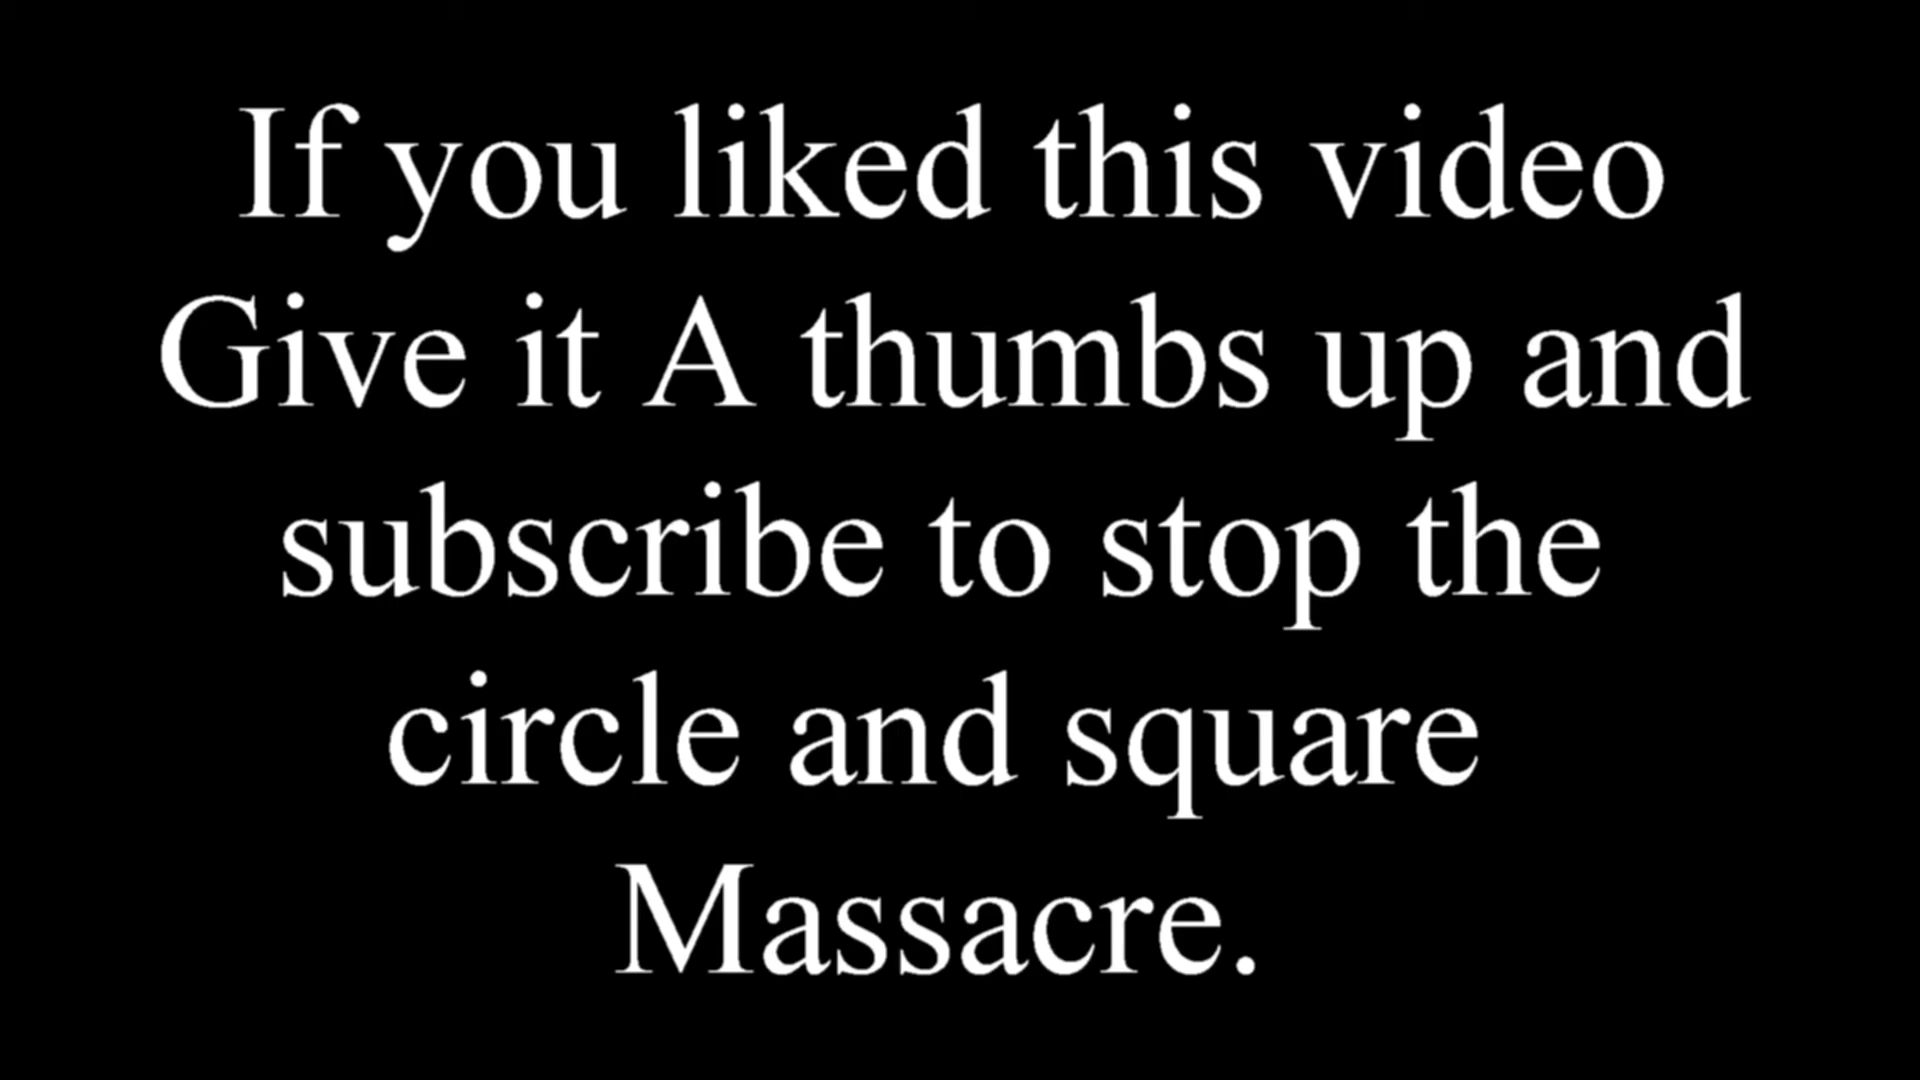 If you liked this video
Give it A thumbs up and
subscribe to stop the
circle and square
Massacre.